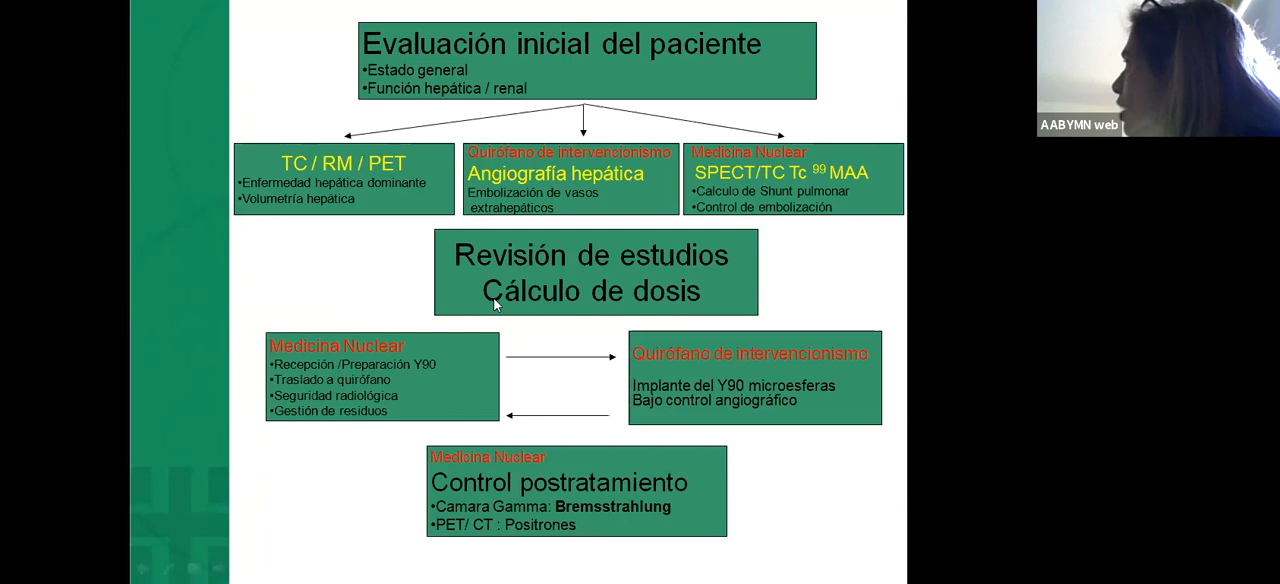 Evaluación inicial del paciente
•Estado general
•Función hepática / renal
TC / RM / PET
•Enfermedad hepática dominante
•Volumetría hepática
Quirófano de intervencionismo
Angiografía hepática
Embolización de vasos
extrahepáticos
Medicina Nuclear
SPECT/TC Tc 99 MAA
•Calculo de Shunt pulmonar
•Control de embolización
Revisión de estudios
Cálculo de dosis
Medicina Nuclear
•Recepción /Preparación Y90
•Traslado a quirófano
•Seguridad radiológica
•Gestión de residuos
Quirófano de intervencionismo
Implante del Y90 microesferas
Bajo control angiográfico
Medicina Nuclear
Control postratamiento
•Camara Gamma: Bremsstrahlung
•PET/ CT : Positrones
AABYMN web